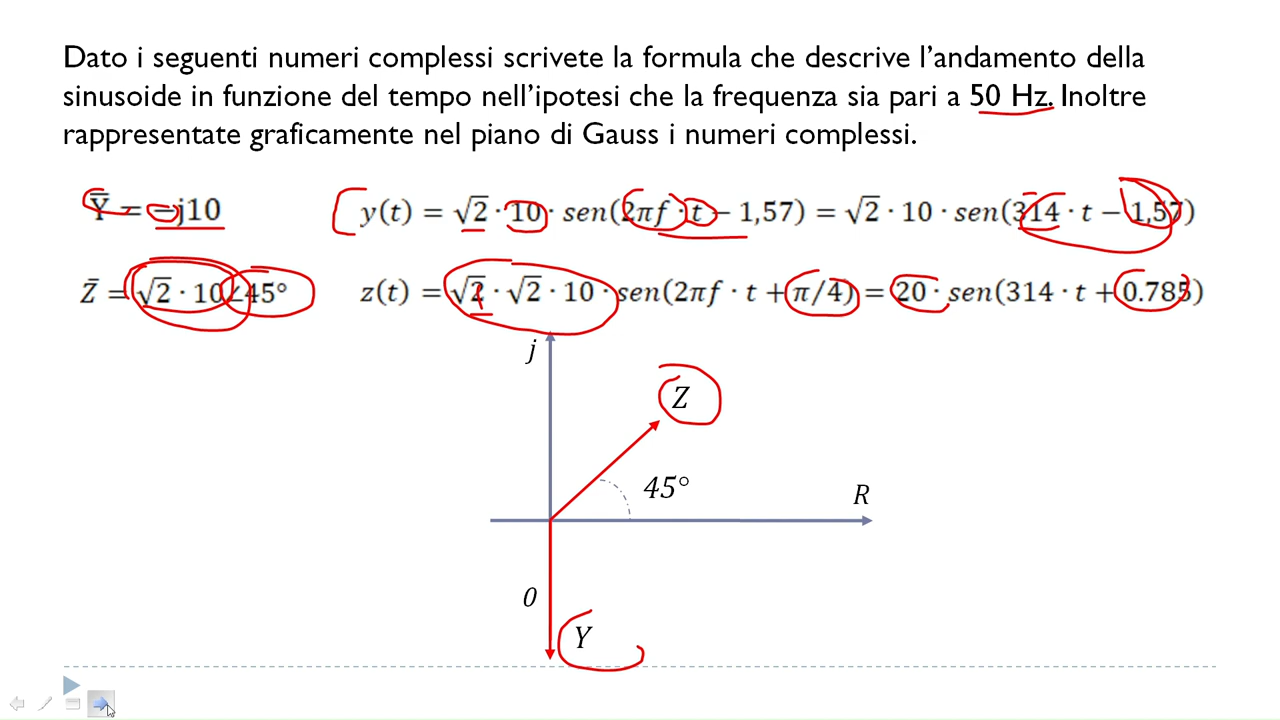 Dato i seguenti numeri complessi scrivete la formula che descrive l'andamento della
sinusoide in funzione del tempo nell'ipotesi che la frequenza sia pari a 50 Hz. Inoltre
rappresentate graficamente nel piano di Gauss i numeri complessi.
Y̅ = −j10 y(t) = √2 · 10 · sen(2πf · t − 1,57) = √2 · 10 · sen(314 · t − 1,57)
Z̅ = √2 · 10∠45° z(t) = √2 · √2 · 10 · sen(2πf · t + π/4) = 20 · sen(314 · t + 0.785)
j
Z
45°
R
0
Y